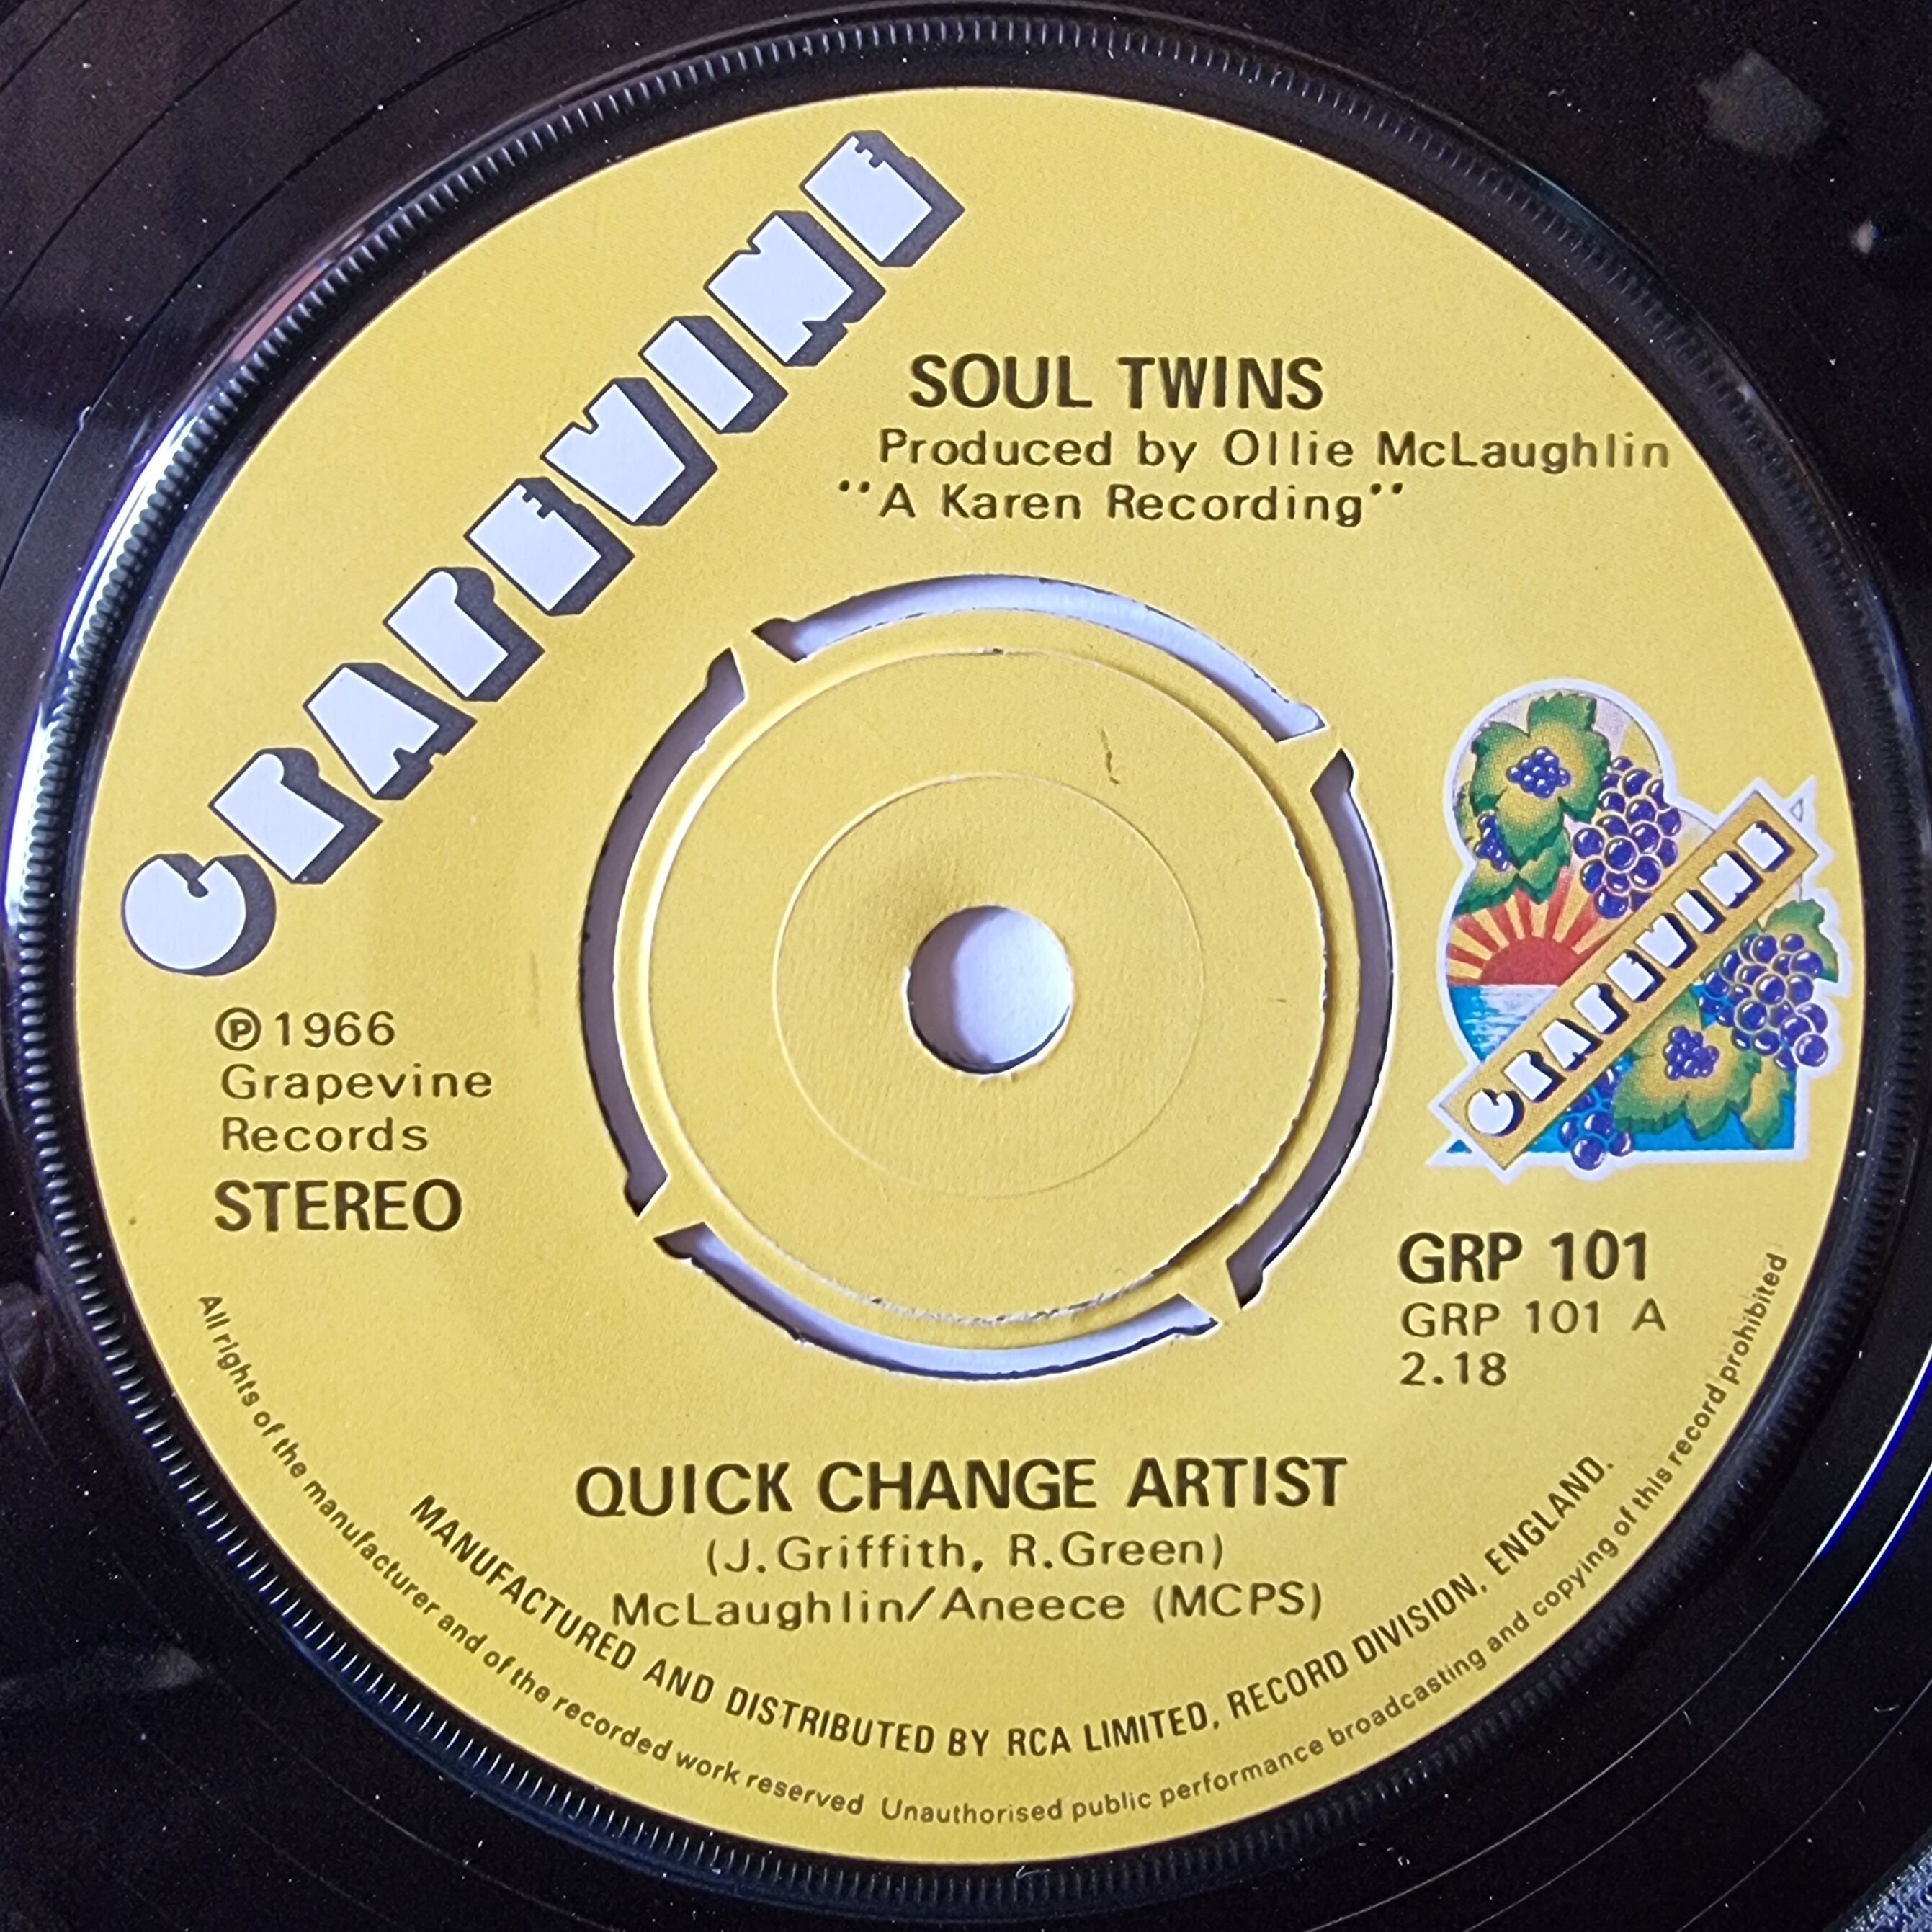 GRAPEVINE
SOUL TWINS
Produced by Ollie McLaughlin
"A Karen Recording"
GRAPEVINE
℗ 1966
Grapevine
Records
STEREO
GRP 101
GRP 101 A
2.18
QUICK CHANGE ARTIST
(J.Griffith, R.Green)
McLaughlin/Aneece (MCPS)
MANUFACTURED AND DISTRIBUTED BY RCA LIMITED, RECORD DIVISION, ENGLAND.
All rights of the manufacturer and of the recorded work reserved Unauthorised public performance broadcasting and copying of this record prohibited